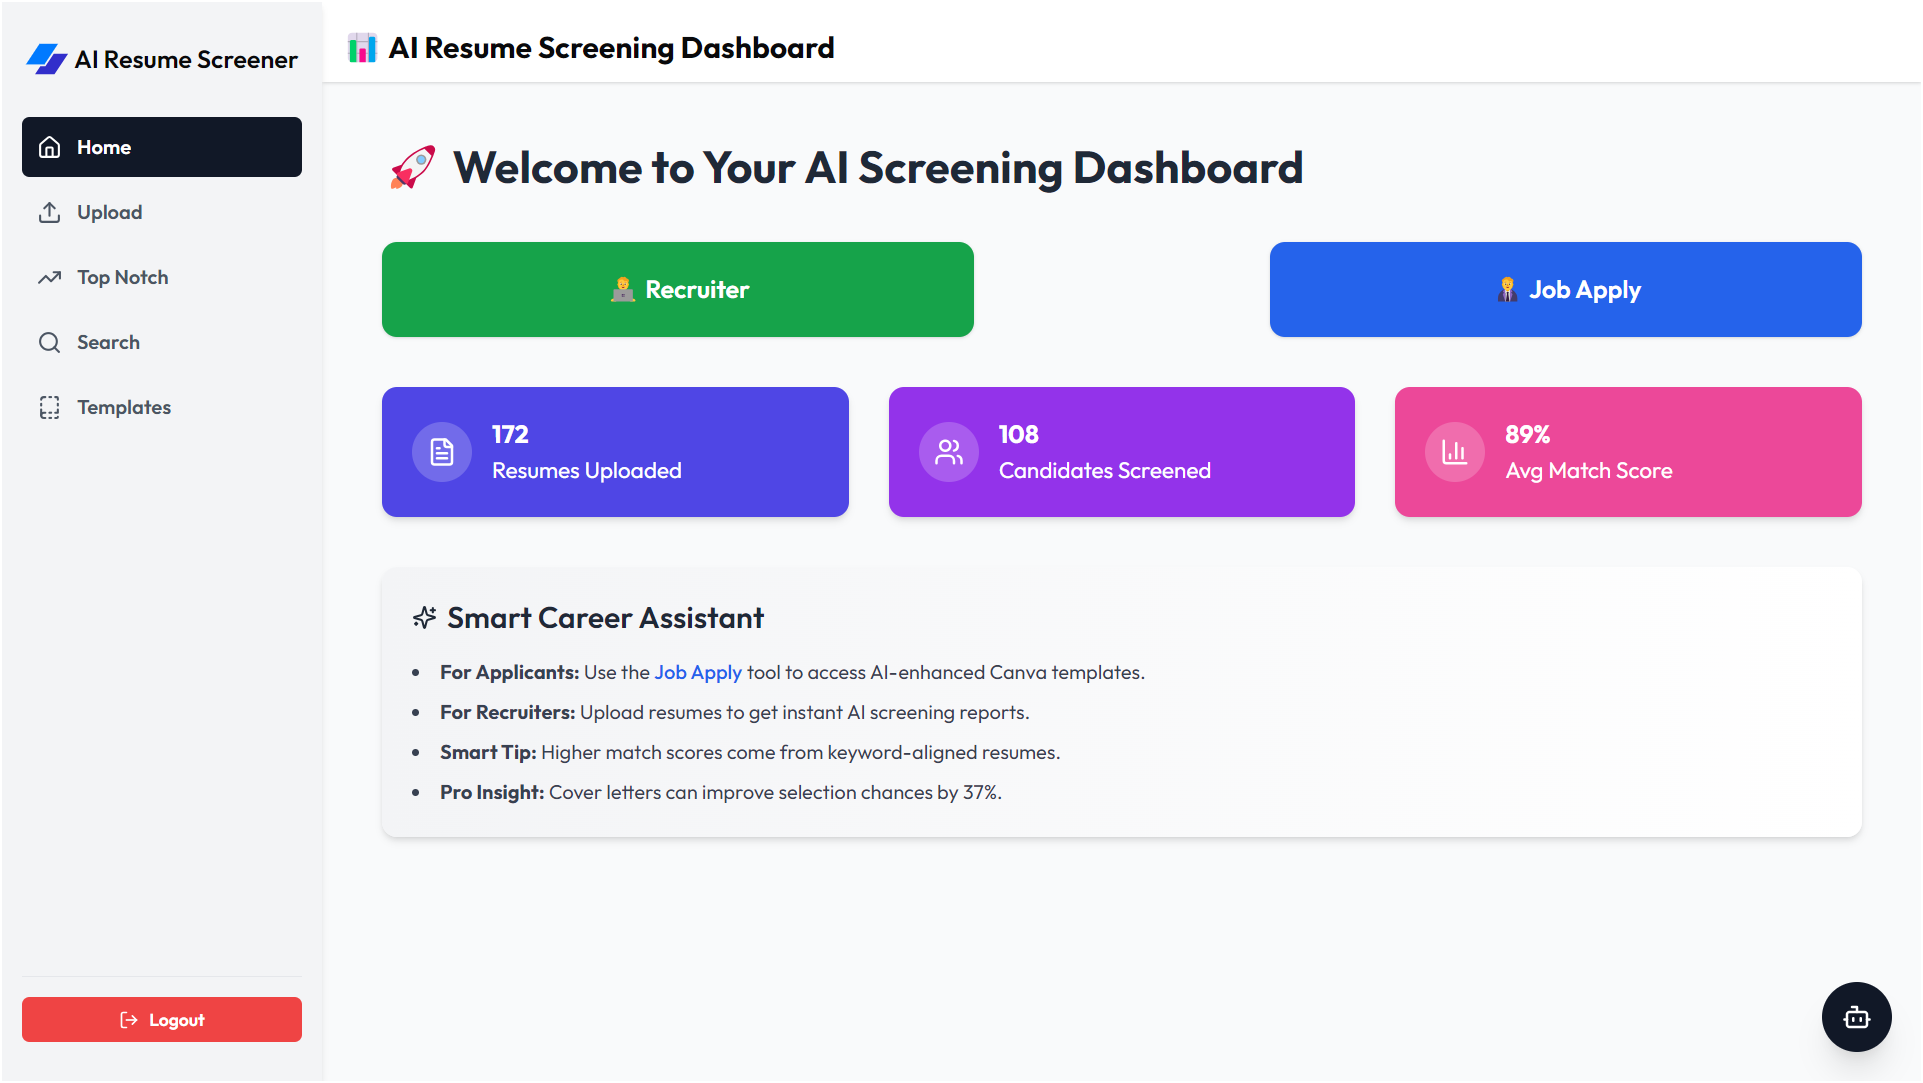 AI Resume Screener
Home
Upload
Top Notch
Search
Templates
Logout
AI Resume Screening Dashboard
Welcome to Your AI Screening Dashboard
Recruiter
Job Apply
172
Resumes Uploaded
108
Candidates Screened
89%
Avg Match Score
Smart Career Assistant
For Applicants: Use the Job Apply tool to access AI-enhanced Canva templates.
For Recruiters: Upload resumes to get instant AI screening reports.
Smart Tip: Higher match scores come from keyword-aligned resumes.
Pro Insight: Cover letters can improve selection chances by 37%.